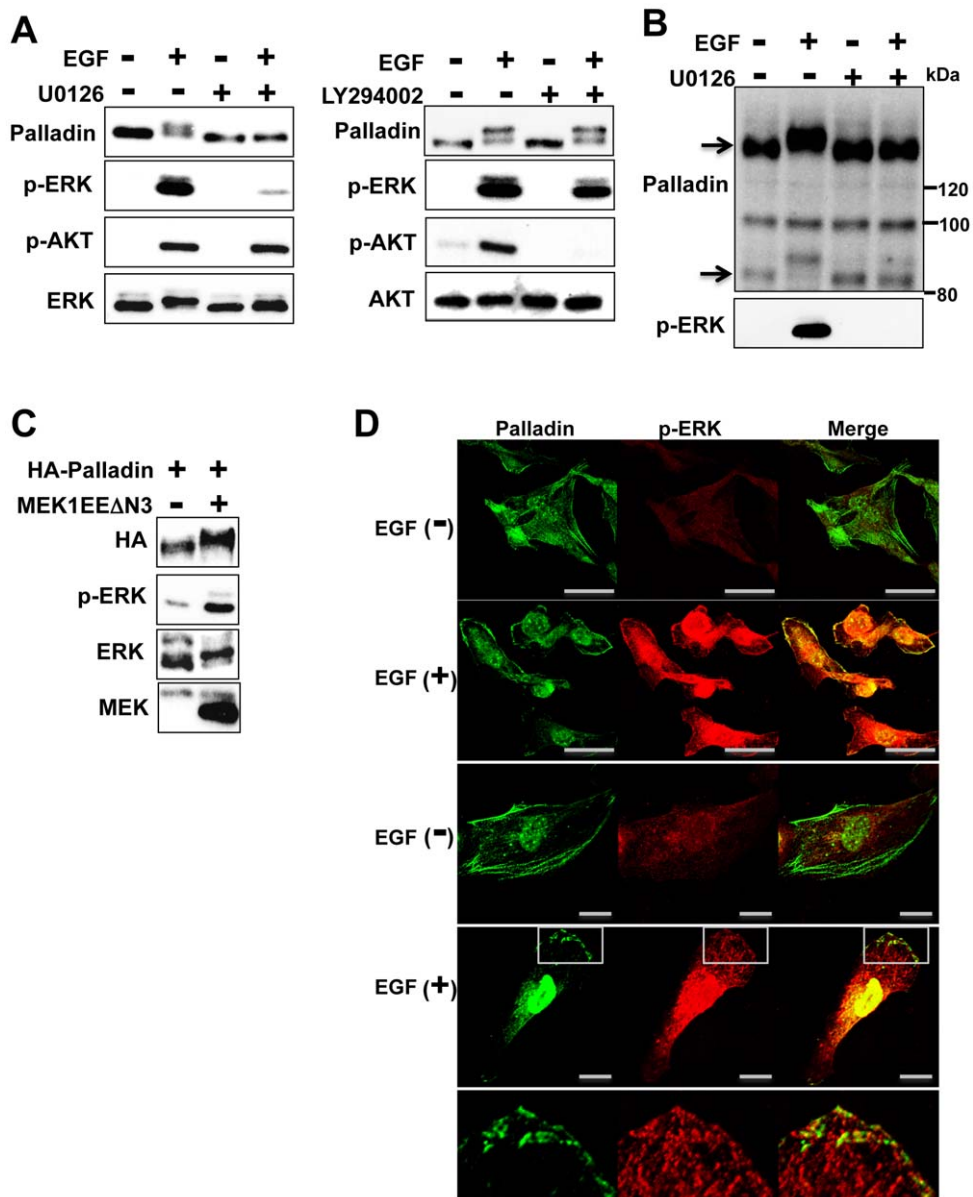 A
EGF - + - +
U0126 - - + +
Palladin
p-ERK
p-AKT
ERK
EGF - + - +
LY294002 - - + +
Palladin
p-ERK
p-AKT
AKT
B
EGF - + - +
U0126 - - + + kDa
Palladin
120
100
80
p-ERK
C
HA-Palladin + +
MEK1EEΔN3 - +
HA
p-ERK
ERK
MEK
D
Palladin p-ERK Merge
EGF (-)
EGF (+)
EGF (-)
EGF (+)